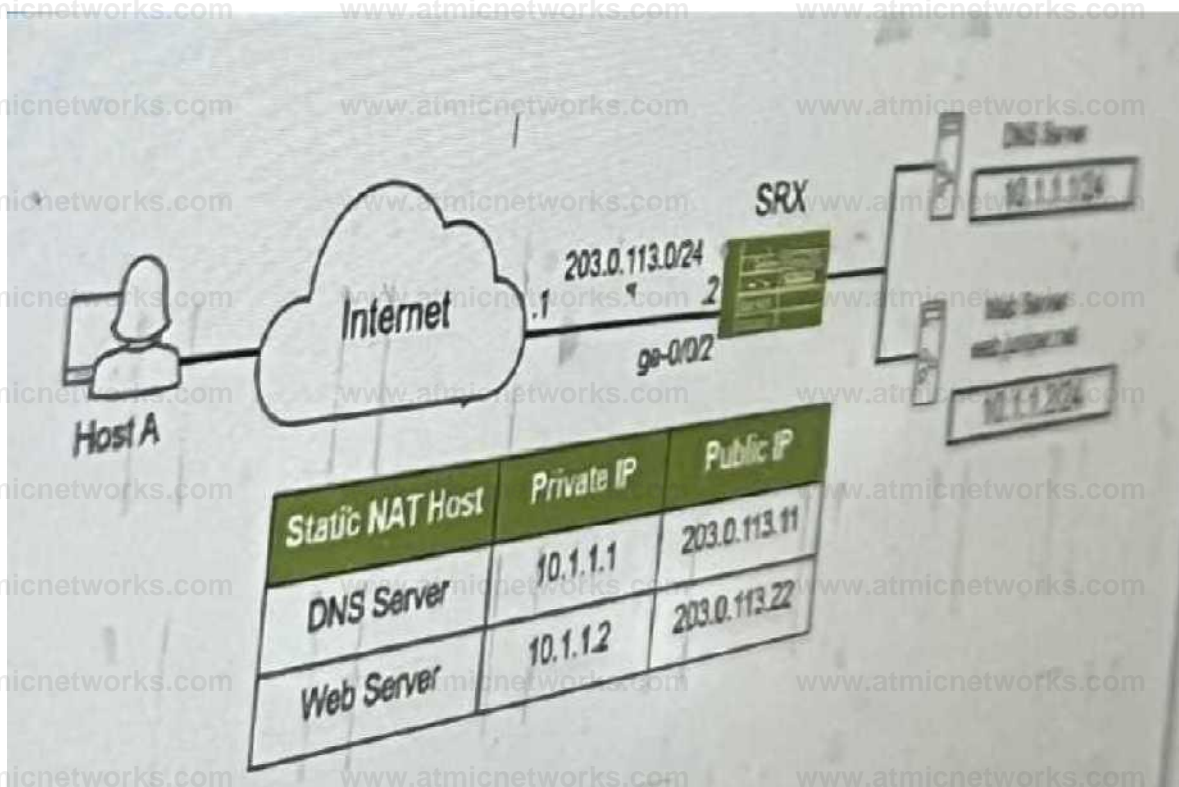 www.atmicnetworks.com
SRX
DNS Server
10.1.1.1/24
203.0.113.0/24
Internet
.1
.2
ge-0/0/2
Web Server
10.1.1.2/24
Host A
Static NAT Host
Private IP
Public IP
DNS Server
10.1.1.1
203.0.113.11
Web Server
10.1.1.2
203.0.113.22